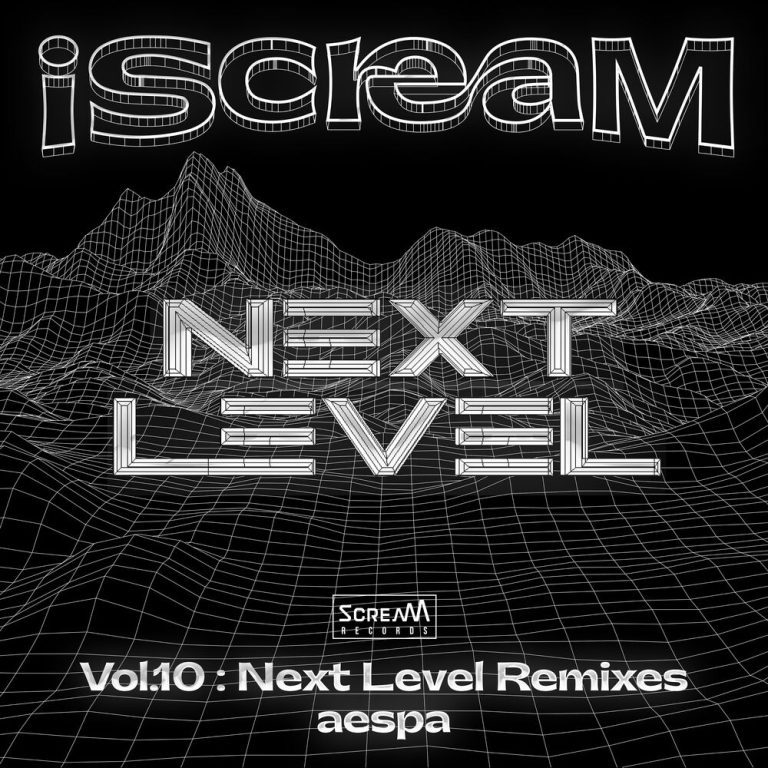 iScreaM
NEXT
LEVEL
ScreaM
RECORDS
Vol.10 : Next Level Remixes
aespa